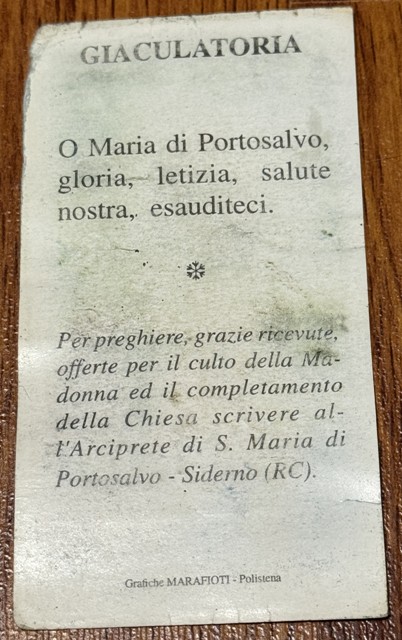 GIACULATORIA
O Maria di Portosalvo,
gloria, letizia, salute
nostra, esauditeci.
Per preghiere, grazie ricevute,
offerte per il culto della Ma-
donna ed il completamento
della Chiesa scrivere al-
l'Arciprete di S. Maria di
Portosalvo - Siderno (RC).
Grafiche MARAFIOTI - Polistena